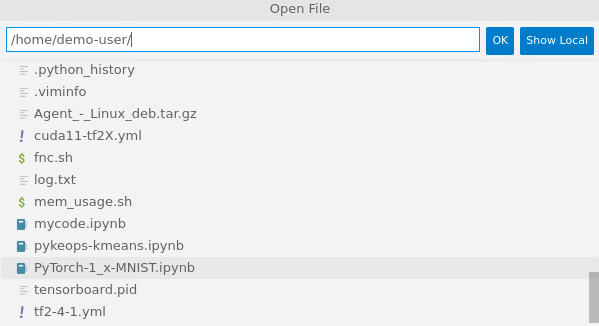 Open File
/home/demo-user/
OK
Show Local
.python_history
.viminfo
Agent_-_Linux_deb.tar.gz
cuda11-tf2X.yml
fnc.sh
log.txt
mem_usage.sh
mycode.ipynb
pykeops-kmeans.ipynb
PyTorch-1_x-MNIST.ipynb
tensorboard.pid
tf2-4-1.yml